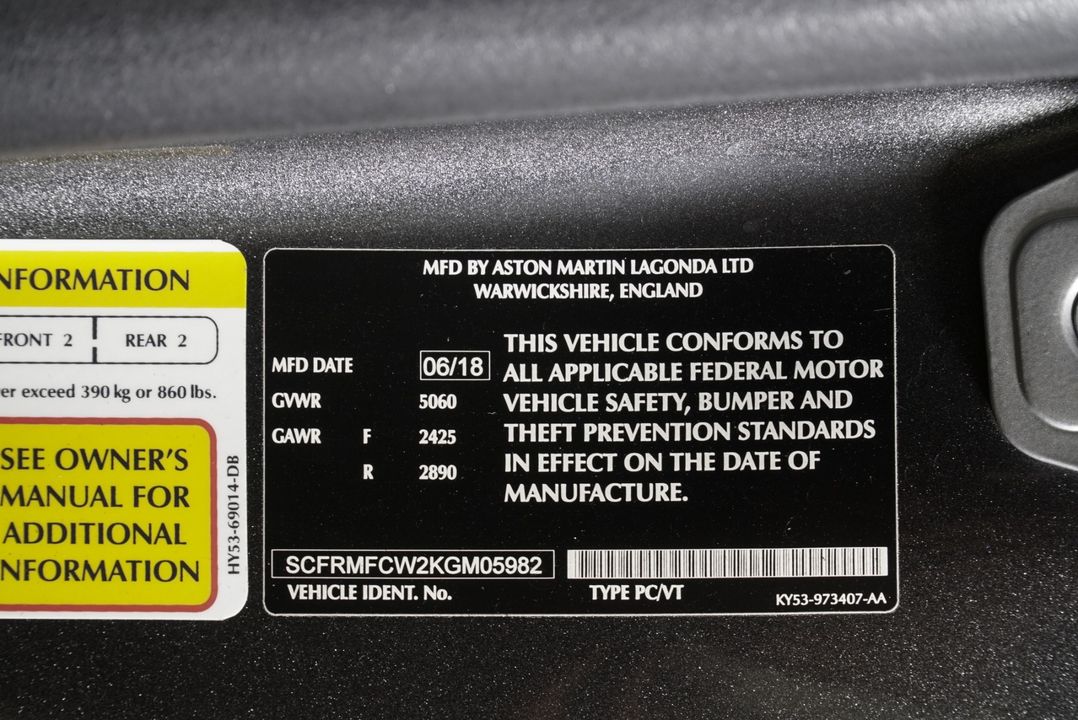 NFORMATION
FRONT 2 REAR 2
er exceed 390 kg or 860 lbs.
SEE OWNER'S
MANUAL FOR
ADDITIONAL
NFORMATION
HY53-69014-DB
MFD BY ASTON MARTIN LAGONDA LTD
WARWICKSHIRE, ENGLAND
MFD DATE 06/18
GVWR 5060
GAWR F 2425
R 2890
THIS VEHICLE CONFORMS TO
ALL APPLICABLE FEDERAL MOTOR
VEHICLE SAFETY, BUMPER AND
THEFT PREVENTION STANDARDS
IN EFFECT ON THE DATE OF
MANUFACTURE.
SCFRMFCW2KGM05982
VEHICLE IDENT. No.
TYPE PC/VT
KY53-973407-AA